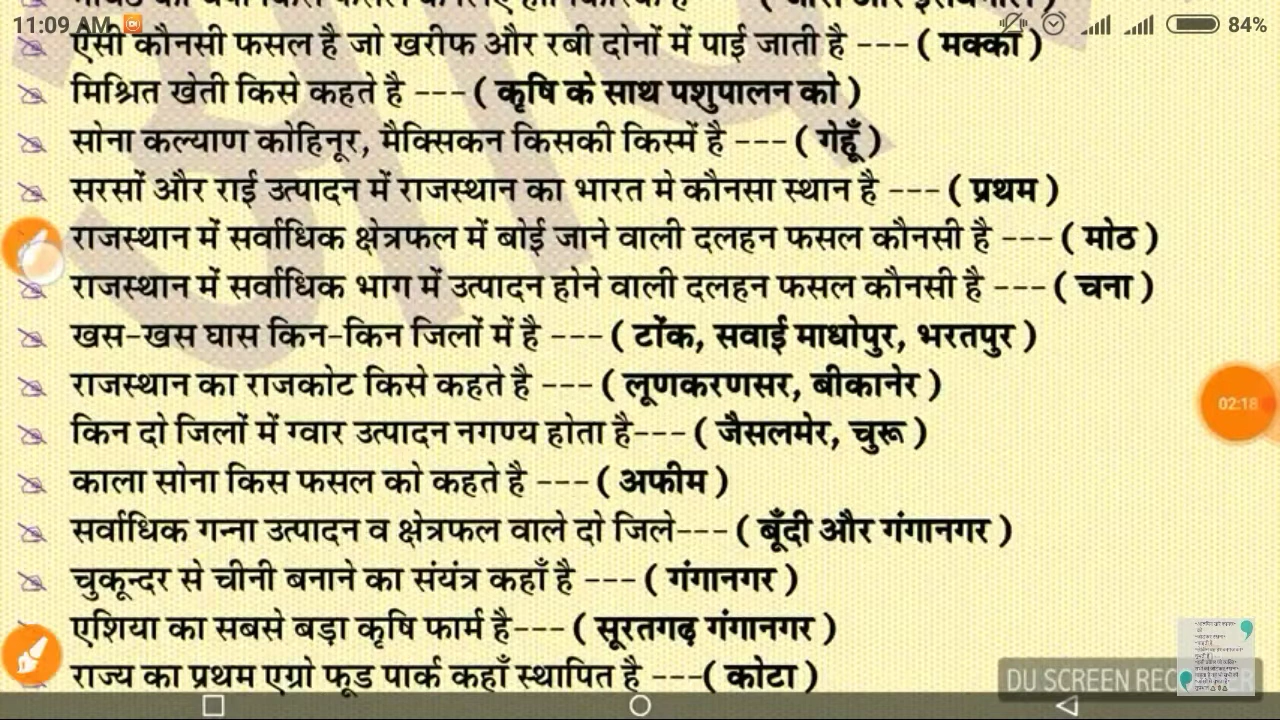 11:09 AM
84%
ऐसी कौनसी फसल है जो खरीफ और रबी दोनों में पाई जाती है --- ( मक्का )
मिश्रित खेती किसे कहते है --- ( कृषि के साथ पशुपालन को )
सोना कल्याण कोहिनूर, मैक्सिकन किसकी किस्में है --- ( गेहूँ )
सरसों और राई उत्पादन में राजस्थान का भारत मे कौनसा स्थान है --- ( प्रथम )
राजस्थान में सर्वाधिक क्षेत्रफल में बोई जाने वाली दलहन फसल कौनसी है --- ( मोठ )
राजस्थान में सर्वाधिक भाग में उत्पादन होने वाली दलहन फसल कौनसी है --- ( चना )
खस-खस घास किन-किन जिलों में है --- ( टोंक, सवाई माधोपुर, भरतपुर )
राजस्थान का राजकोट किसे कहते है --- ( लूणकरणसर, बीकानेर )
02:18
किन दो जिलों में ग्वार उत्पादन नगण्य होता है--- ( जैसलमेर, चुरू )
काला सोना किस फसल को कहते है --- ( अफीम )
सर्वाधिक गन्ना उत्पादन व क्षेत्रफल वाले दो जिले--- ( बूँदी और गंगानगर )
चुकून्दर से चीनी बनाने का संयंत्र कहाँ है --- ( गंगानगर )
एशिया का सबसे बड़ा कृषि फार्म है--- ( सूरतगढ़ गंगानगर )
राज्य का प्रथम एग्रो फूड पार्क कहाँ स्थापित है ---( कोटा )
DU SCREEN